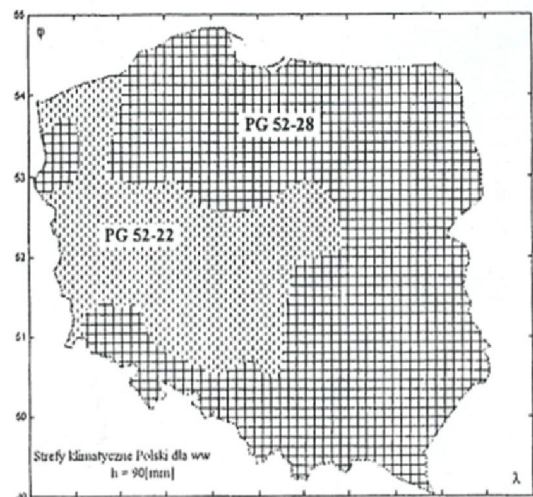 55
φ
54
PG 52-28
53
PG 52-22
52
51
50
Strefy klimatyczne Polski dla ww
h = 90[mm]
λ